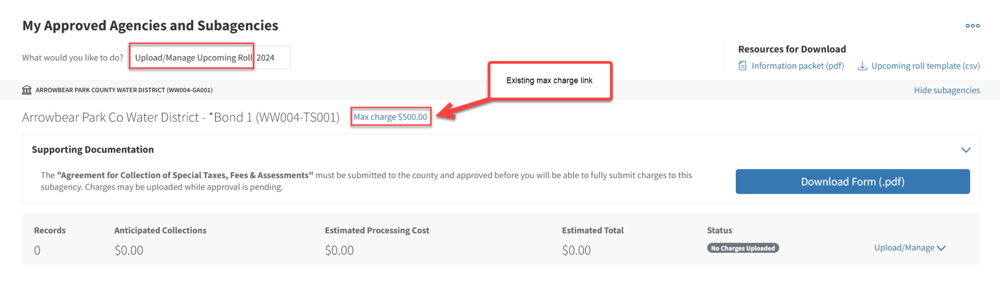 My Approved Agencies and Subagencies
What would you like to do? Upload/Manage Upcoming Roll 2024
Resources for Download
Information packet (pdf) Upcoming roll template (csv)
Existing max charge link
ARROWBEAR PARK COUNTY WATER DISTRICT (WW004-GA001) Hide subagencies
Arrowbear Park Co Water District - *Bond 1 (WW004-TS001) Max charge $500.00
Supporting Documentation
The "Agreement for Collection of Special Taxes, Fees & Assessments" must be submitted to the county and approved before you will be able to fully submit charges to this
subagency. Charges may be uploaded while approval is pending.
Download Form (.pdf)
Records Anticipated Collections Estimated Processing Cost Estimated Total Status
0 $0.00 $0.00 $0.00 No Charges Uploaded Upload/Manage